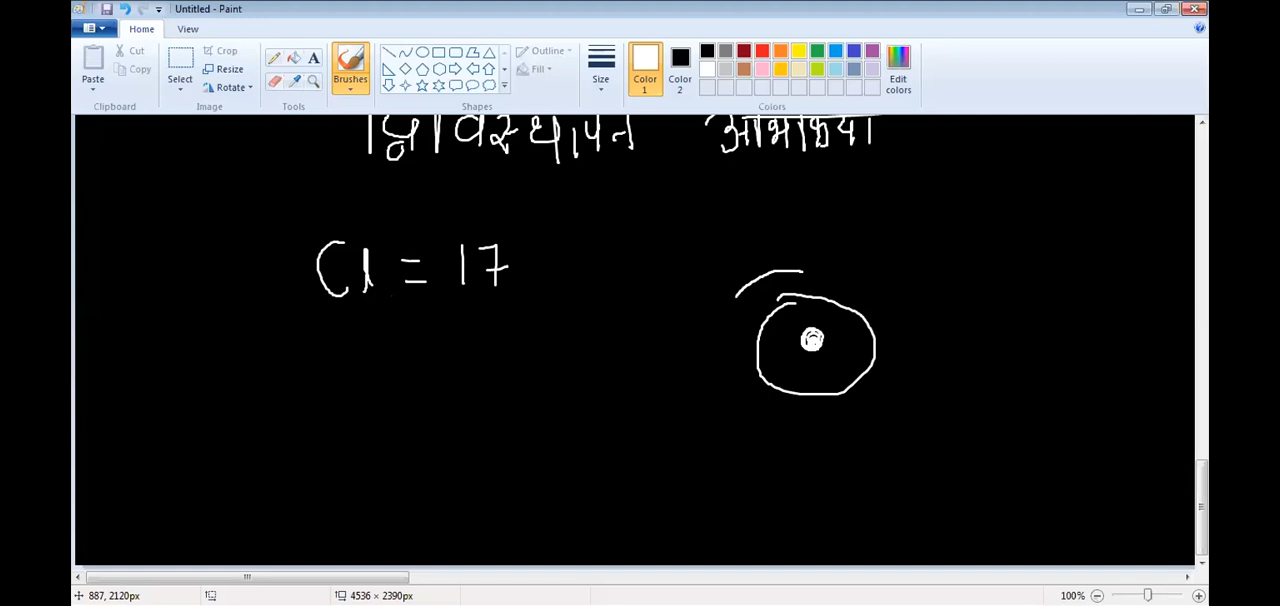 Untitled - Paint
Home View
Cut
Copy
Paste
Clipboard
Select
Crop
Resize
Rotate
Image
Tools
Brushes
Shapes
Outline
Fill
Size
Color 1
Color 2
Edit colors
Colors
द्विविस्थापन अभिक्रिया
Cl = 17
887, 2120px
4536 × 2390px
100%